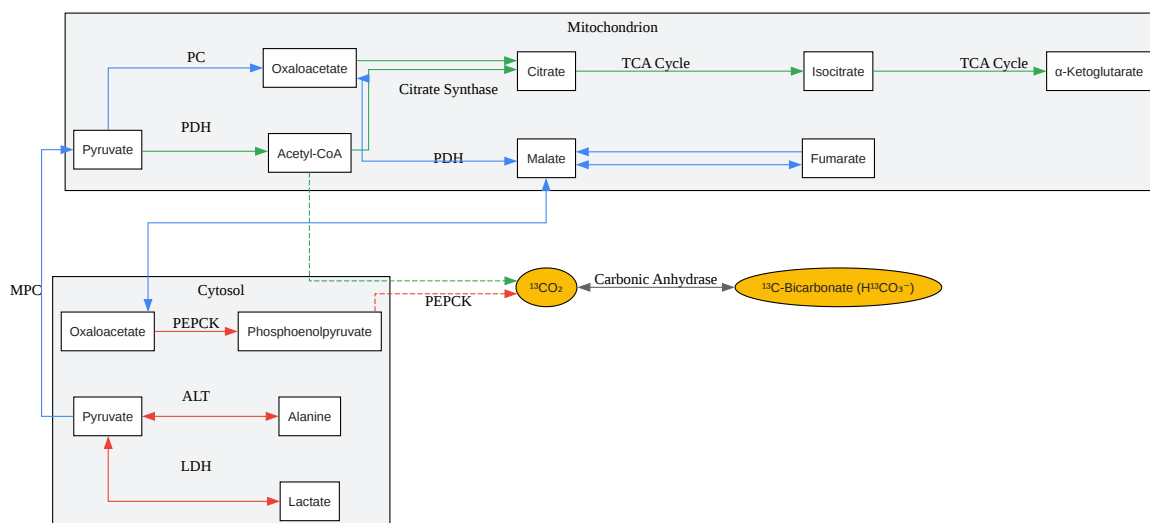 Mitochondrion
PC
Oxaloacetate
Citrate
TCA Cycle
Isocitrate
TCA Cycle
α-Ketoglutarate
Citrate Synthase
Pyruvate
PDH
Acetyl-CoA
PDH
Malate
Fumarate
MPC
Cytosol
¹³CO₂
Carbonic Anhydrase
¹³C-Bicarbonate (H¹³CO₃⁻)
PEPCK
Oxaloacetate
PEPCK
Phosphoenolpyruvate
Pyruvate
ALT
Alanine
LDH
Lactate